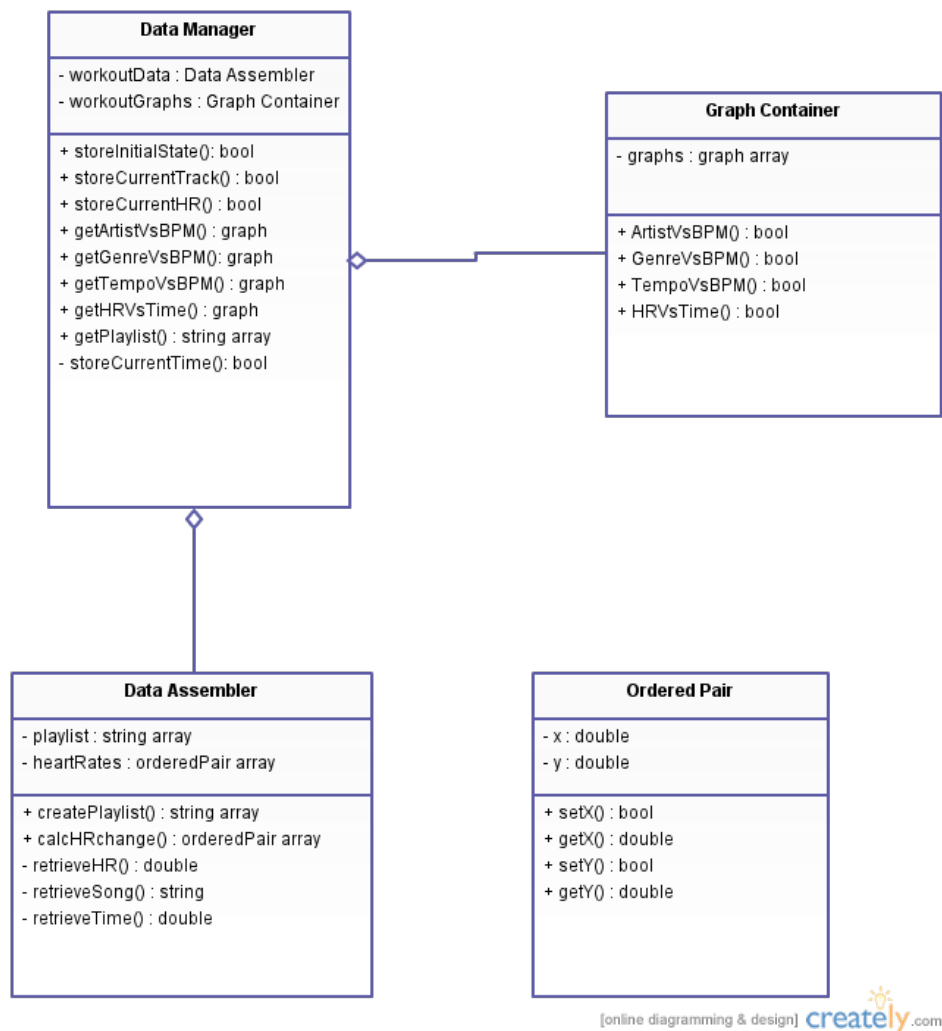 Data Manager
- workoutData : Data Assembler
- workoutGraphs : Graph Container
+ storeInitialState(): bool
+ storeCurrentTrack() : bool
+ storeCurrentHR() : bool
+ getArtistVsBPM() : graph
+ getGenreVsBPM(): graph
+ getTempoVsBPM() : graph
+ getHRVsTime() : graph
+ getPlaylist() : string array
- storeCurrentTime(): bool
Graph Container
- graphs : graph array
+ ArtistVsBPM() : bool
+ GenreVsBPM() : bool
+ TempoVsBPM() : bool
+ HRVsTime() : bool
Data Assembler
- playlist : string array
- heartRates : orderedPair array
+ createPlaylist() : string array
+ calcHRchange() : orderedPair array
- retrieveHR() : double
- retrieveSong() : string
- retrieveTime() : double
Ordered Pair
- x : double
- y : double
+ setX() : bool
+ getX() : double
+ setY() : bool
+ getY() : double
[online diagramming & design] creately.com